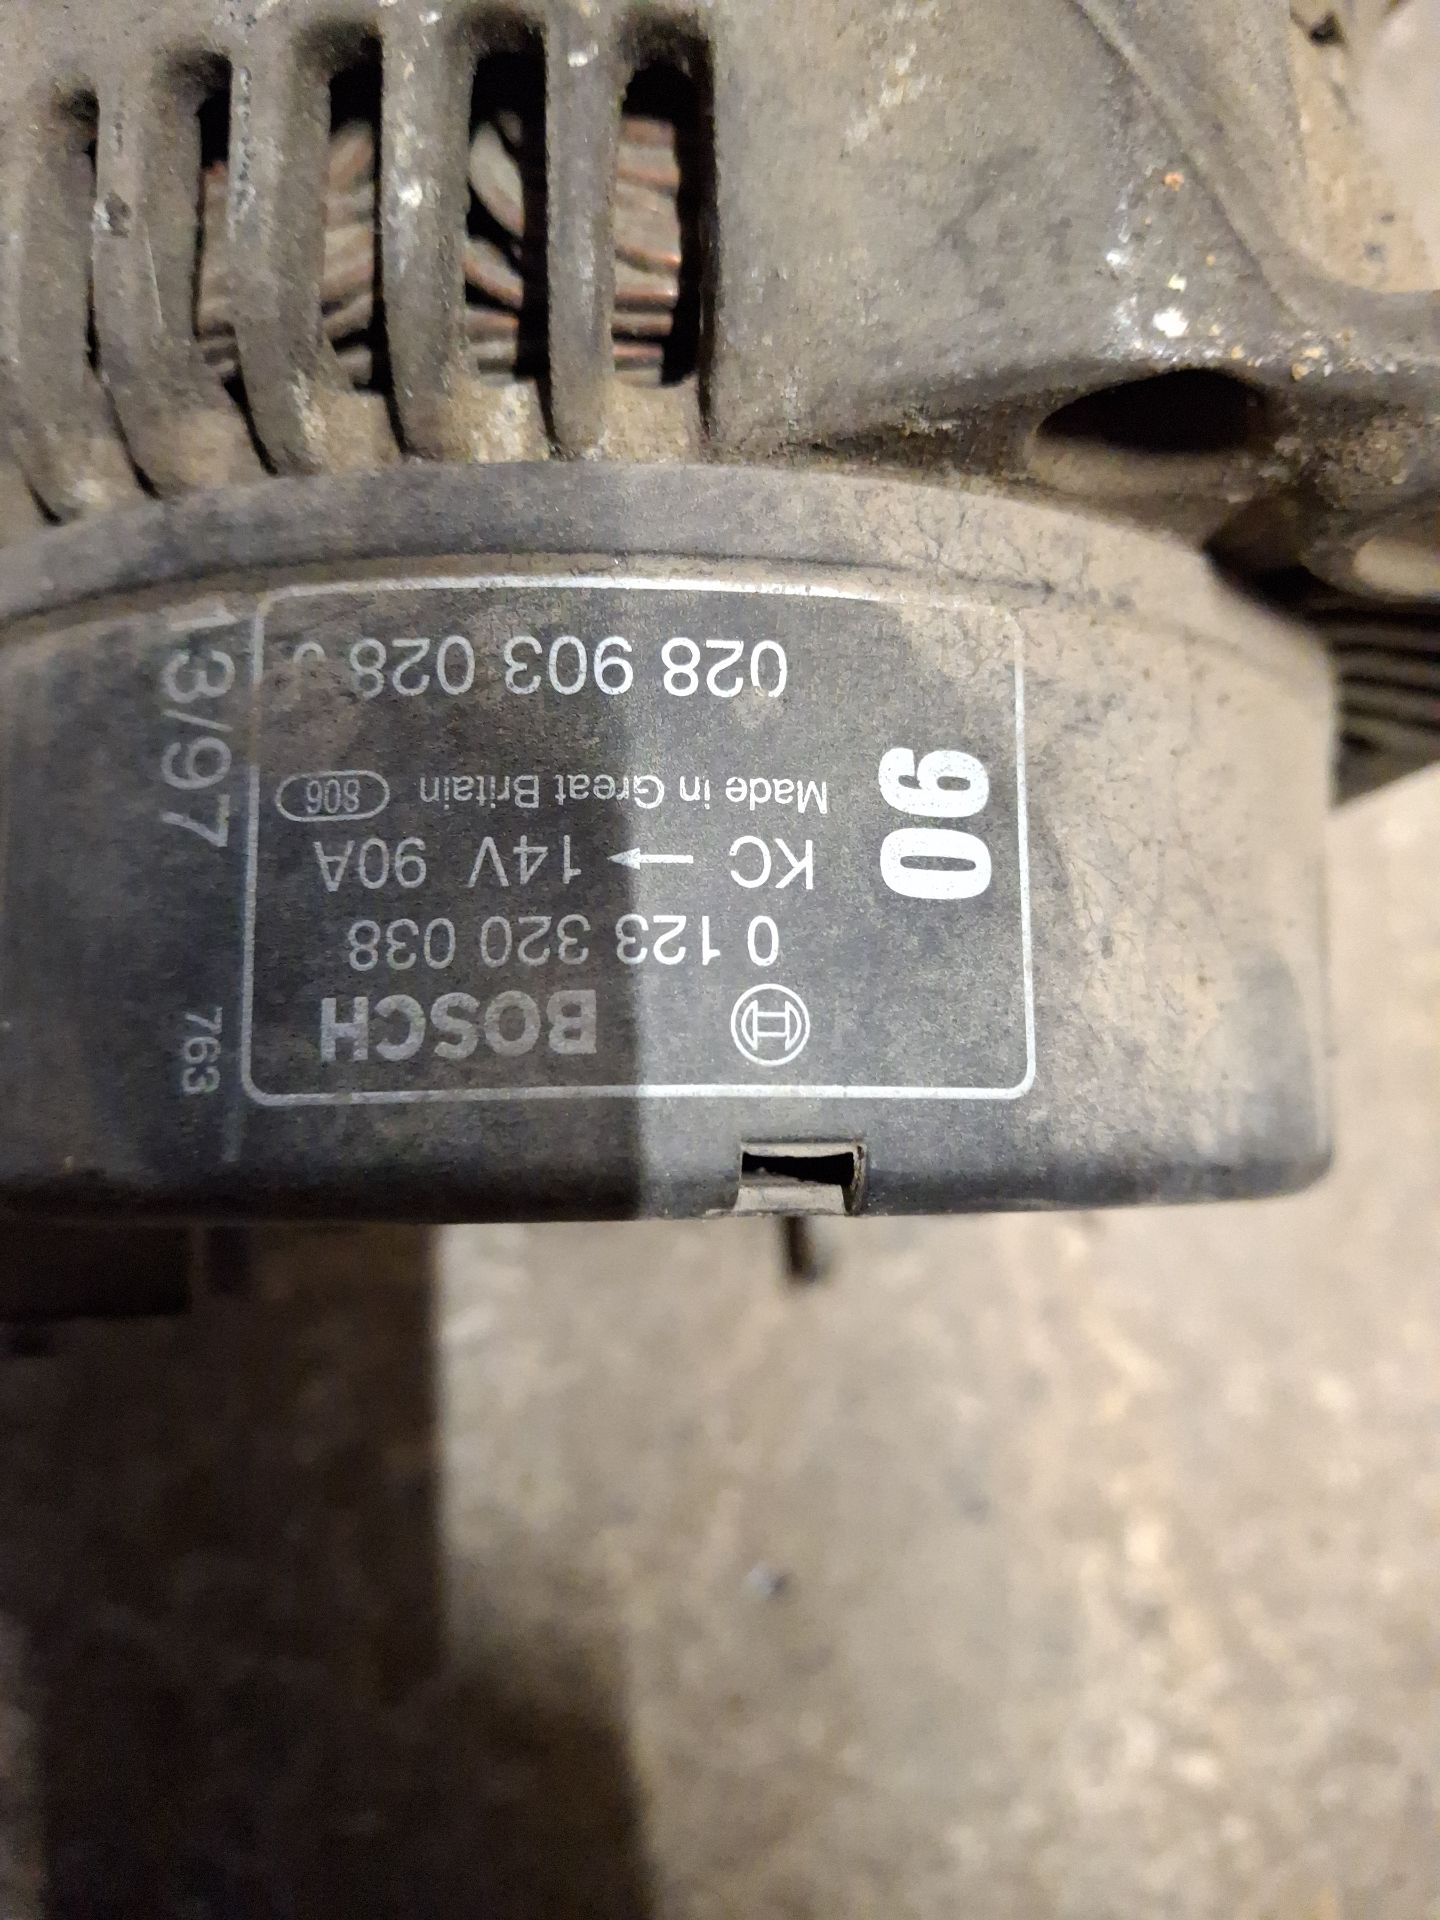 BOSCH
0 123 320 038
KC → 14V 90A
Made in Great Britain 806
028 903 028
90
763
13/97